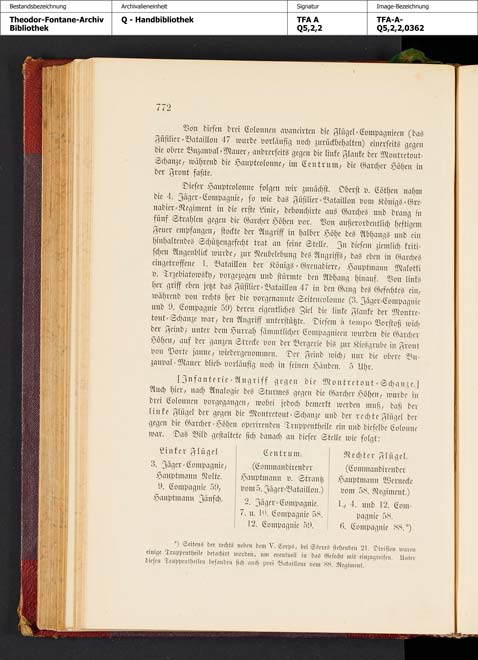 Bestandsbezeichnung
Archivalieneinheit
Signatur
Image-Bezeichnung
Theodor-Fontane-Archiv
Bibliothek
Q - Handbibliothek
TFA A
Q5,2,2
TFA-A-
Q5,2,2,0362
772
Von diesen drei Colonnen avancirten die Flügel-Compagnieen (das
Füsilier-Bataillon 47 wurde vorläufig noch zurückbehalten) einerseits gegen
die obere Buzanval-Mauer, andrerseits gegen die linke Flanke der Montretout-
Schanze, während die Hauptcolonne, im Centrum, die Garcher Höhen in
der Front faßte.
Dieser Hauptcolonne folgen wir zunächst. Oberst v. Cöthen nahm
die 4. Jäger-Compagnie, so wie das Füsilier-Bataillon vom Königs-Gre-
nadier-Regiment in die erste Linie, debouchirte aus Garches und drang in
fünf Strahlen gegen die Garcher Höhen vor. Von außerordentlich heftigem
Feuer empfangen, stockte der Angriff in halber Höhe des Abhangs und ein
hinhaltendes Schützengefecht trat an seine Stelle. In diesem ziemlich kriti-
schen Augenblick wurde, zur Neubelebung des Angriffs, das eben in Garches
eingetroffene 1. Bataillon der Königs-Grenadiere, Hauptmann Malotki
v. Trzebiatowsky, vorgezogen und stürmte den Abhang hinauf. Von links
her griff eben jetzt das Füsilier-Bataillon 47 in den Gang des Gefechtes ein,
während von rechts her die vorgenannte Seitencolonne (3. Jäger-Compagnie
und 9. Compagnie 59) deren eigentliches Ziel die linke Flanke der Montre-
tout-Schanze war, den Angriff unterstützte. Diesem à tempo Vorstoß wich
der Feind; unter dem Hurrah sämmtlicher Compagnieen wurden die Garcher
Höhen, auf der ganzen Strecke von der Bergerie bis zur Kiesgrube in Front
von Porte jaune, wiedergenommen. Der Feind wich; nur die obere Bu-
zanval-Mauer blieb vorläufig noch in seinen Händen. 5 Uhr.
[Infanterie-Angriff gegen die Montretout-Schanze.]
Auch hier, nach Analogie des Sturmes gegen die Garcher Höhen, wurde in
drei Colonnen vorgegangen, wobei jedoch bemerkt werden muß, daß der
linke Flügel der gegen die Montretout-Schanze und der rechte Flügel der
gegen die Garcher-Höhen operirenden Truppentheile ein und dieselbe Colonne
war. Das Bild gestaltete sich danach an dieser Stelle wie folgt:
Linker Flügel
3. Jäger-Compagnie,
Hauptmann Nolte.
9. Compagnie 59,
Hauptmann Jänsch.
Centrum.
(Commandirender
Hauptmann v. Strantz
vom 5. Jäger-Bataillon.)
2. Jäger-Compagnie.
7. u. 10. Compagnie 58.
12. Compagnie 59.
Rechter Flügel.
(Commandirender
Hauptmann Wernecke
vom 58. Regiment.)
1., 4. und 12. Com-
pagnie 58.
6. Compagnie 88.*)
*) Seitens der rechts neben dem V. Corps, bei Sèvres stehenden 21. Division waren
einige Truppentheile detachirt worden, um eventuell in das Gefecht mit einzugreifen. Unter
diesen Truppentheilen befanden sich auch zwei Bataillone vom 88. Regiment.